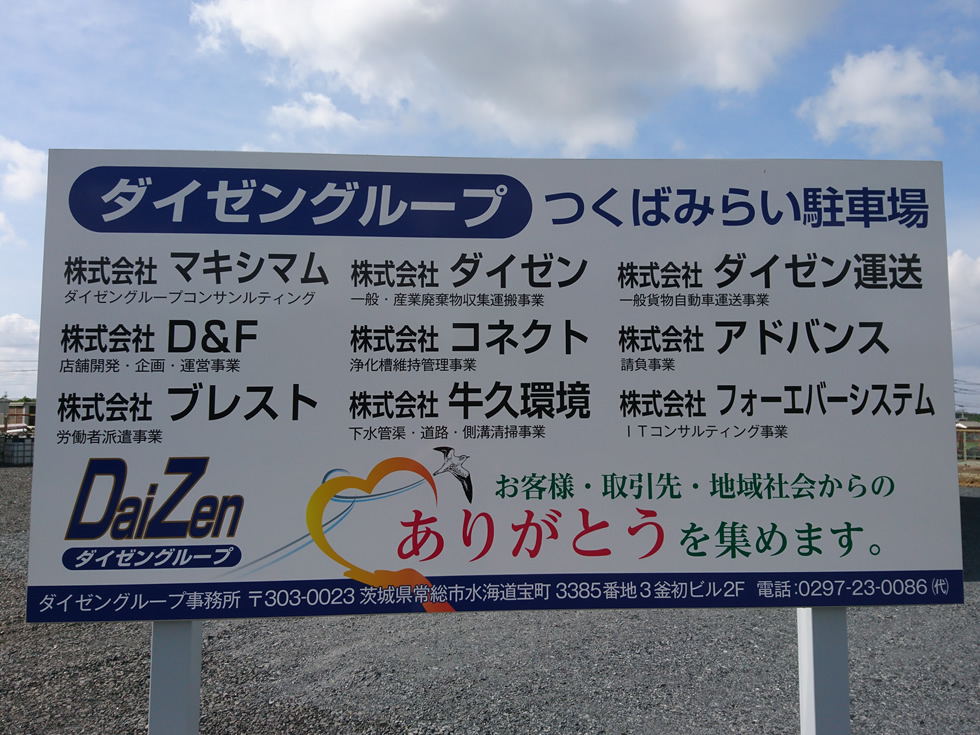 ダイゼングループ つくばみらい駐車場
株式会社 マキシマム 株式会社 ダイゼン 株式会社 ダイゼン運送
ダイゼングループコンサンルティング 一般・産業廃棄物収集運搬事業 一般貨物自動車運送事業
株式会社 D&F 株式会社 コネクト 株式会社 アドバンス
店舗開発・企画・運営事業 浄化槽維持管理事業 請負事業
株式会社 ブレスト 株式会社 牛久環境 株式会社 フォーエバーシステム
労働者派遣事業 下水管渠・道路・側溝清掃事業 ITコンサルティング事業
DaiZen
ダイゼングループ
お客様・取引先・地域社会からの
ありがとうを集めます。
ダイゼングループ事務所 〒303-0023 茨城県常総市水海道宝町 3385番地3 釜初ビル2F 電話:0297-23-0086(代)